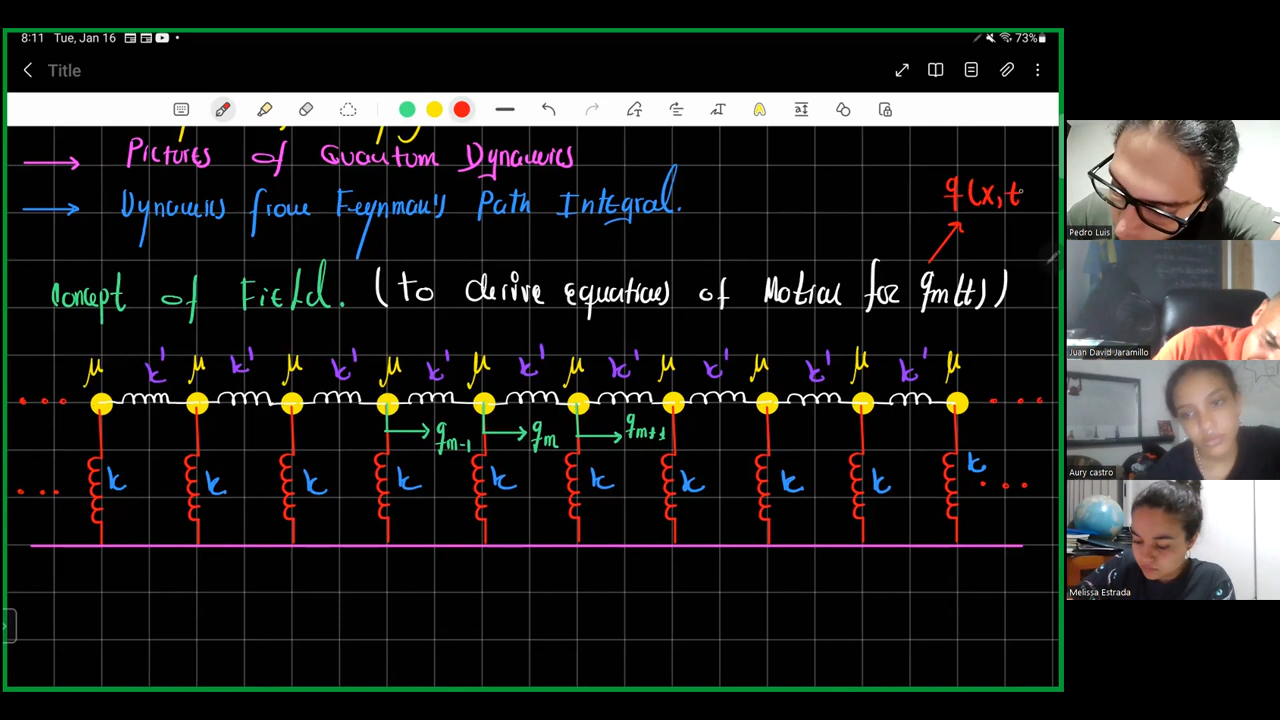 8:11 Tue, Jan 16
73%
Title
Pictures of Quantum Dynamics
Dynamics from Feynman's Path Integral.
q(x,t
Concept of Field. (to derive equations of Motion for qm(t))
μ k' μ k' μ k' μ k' μ k' μ k' μ k' μ k' μ k' μ
qm-1 qm qm+1
k k k k k k k k k k
Pedro Luis
Juan David Jaramillo
Aury castro
Melissa Estrada